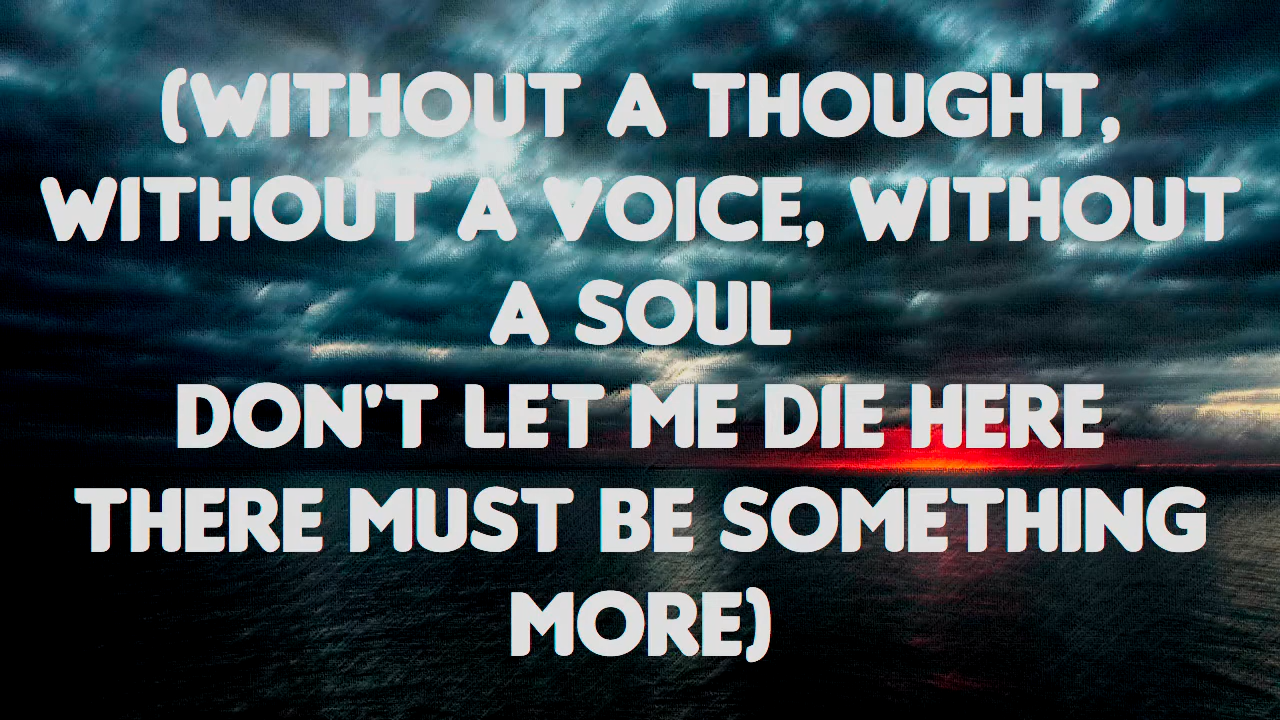 (WITHOUT A THOUGHT,
WITHOUT A VOICE, WITHOUT
A SOUL
DON'T LET ME DIE HERE
THERE MUST BE SOMETHING
MORE)